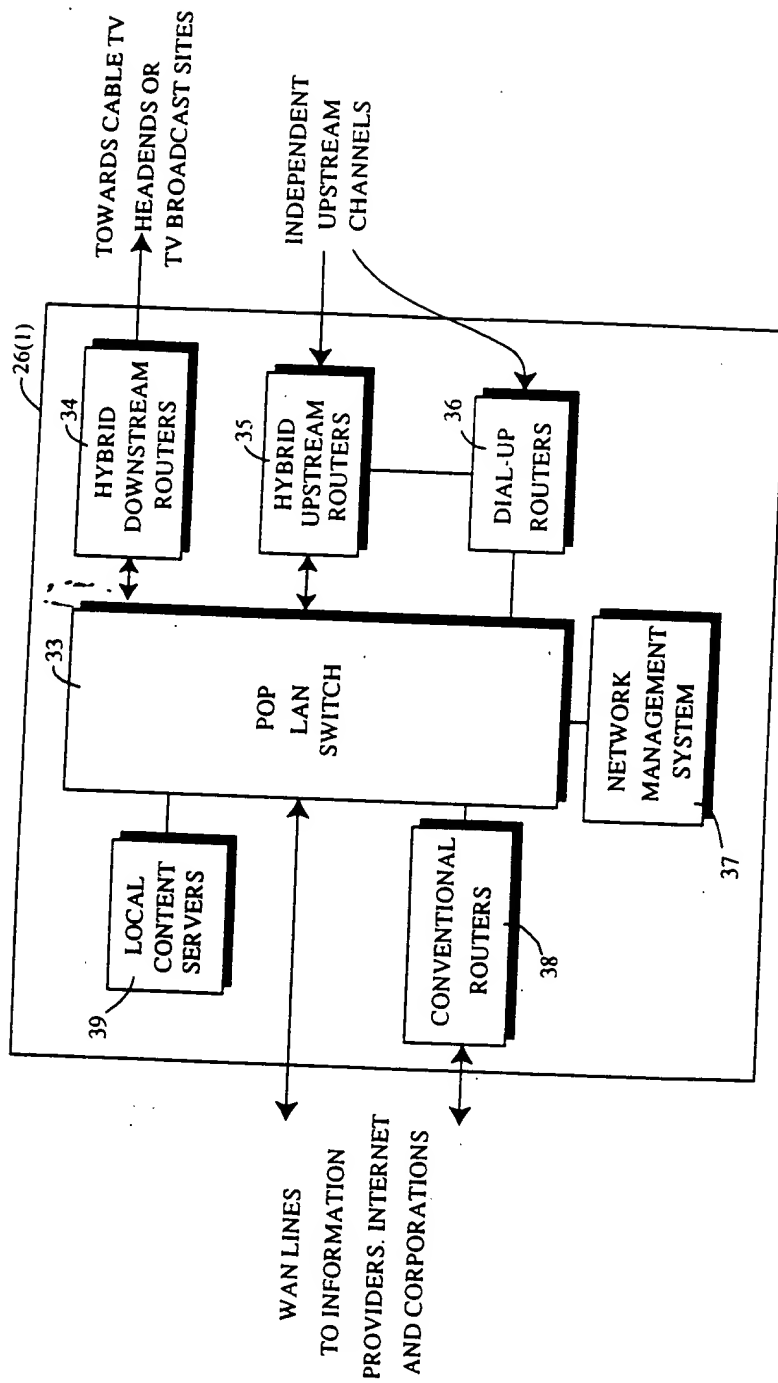 TOWARDS CABLE TV
HEADENDS OR
TV BROADCAST SITES
INDEPENDENT
UPSTREAM
CHANNELS
26(1)
34
HYBRID
DOWNSTREAM
ROUTERS
35
HYBRID
UPSTREAM
ROUTERS
36
DIAL-UP
ROUTERS
33
POP
LAN
SWITCH
NETWORK
MANAGEMENT
SYSTEM
37
LOCAL
CONTENT
SERVERS
39
CONVENTIONAL
ROUTERS
38
WAN LINES
TO INFORMATION
PROVIDERS. INTERNET
AND CORPORATIONS